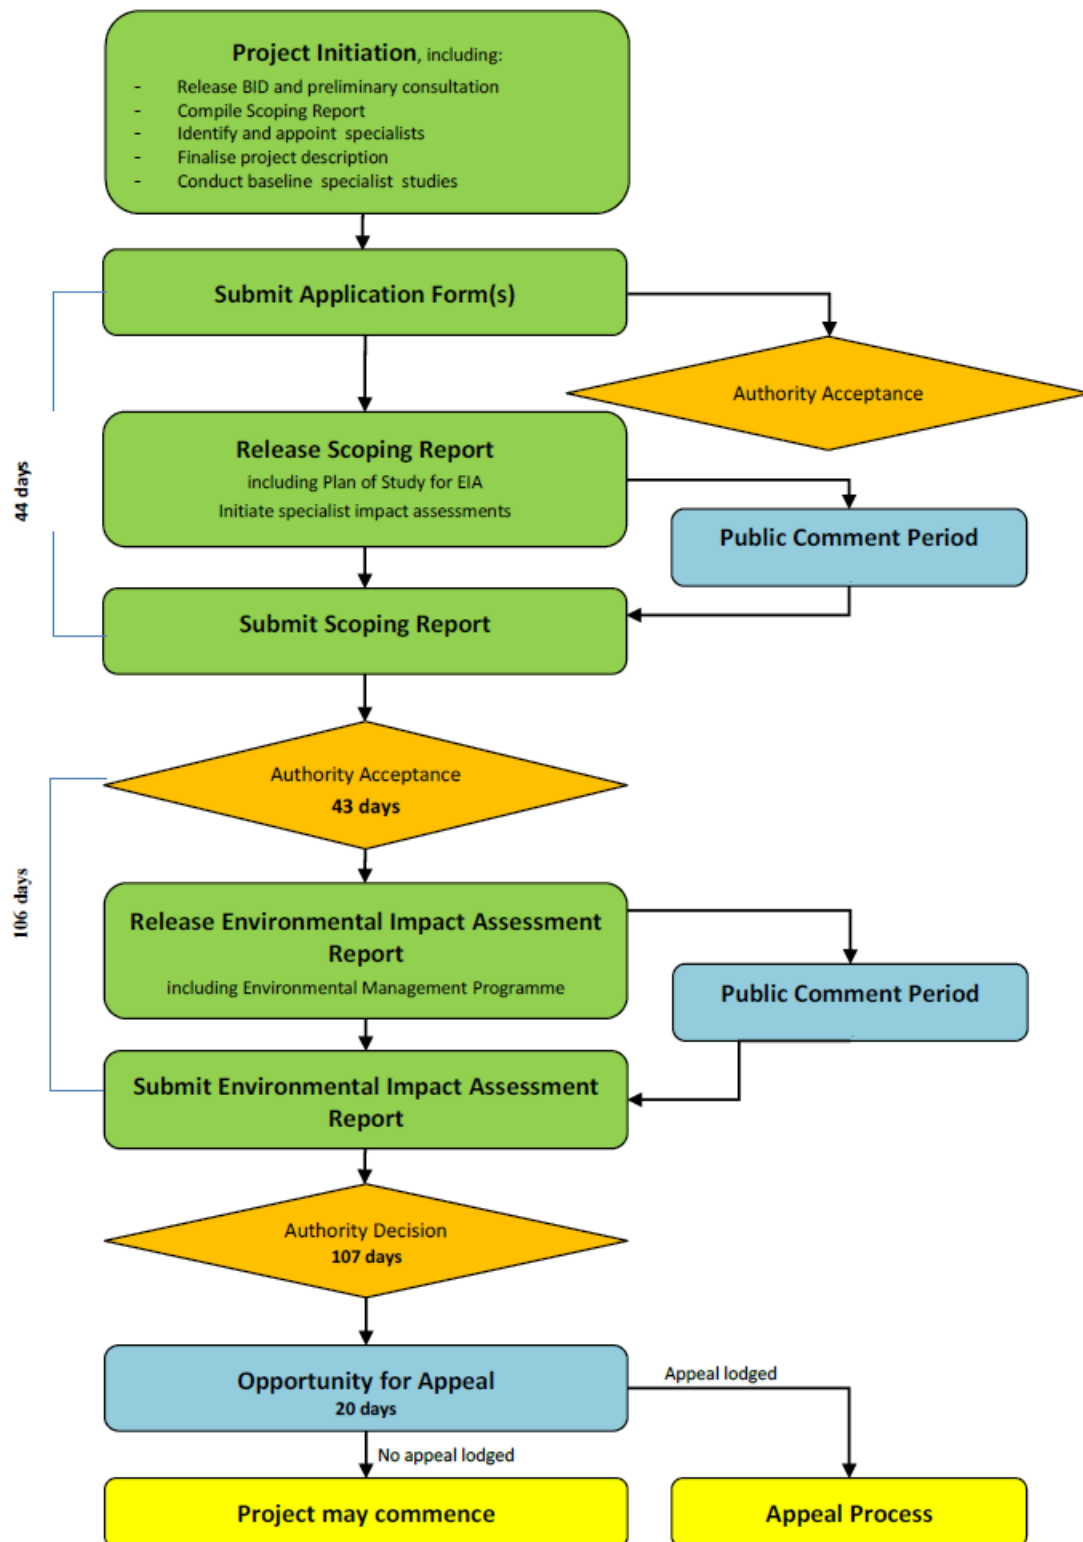 Project Initiation, including:
- Release BID and preliminary consultation
- Compile Scoping Report
- Identify and appoint specialists
- Finalise project description
- Conduct baseline specialist studies
Submit Application Form(s)
Authority Acceptance
44 days
Release Scoping Report
including Plan of Study for EIA
Initiate specialist impact assessments
Public Comment Period
Submit Scoping Report
Authority Acceptance
43 days
106 days
Release Environmental Impact Assessment
Report
including Environmental Management Programme
Public Comment Period
Submit Environmental Impact Assessment
Report
Authority Decision
107 days
Opportunity for Appeal
20 days
Appeal lodged
No appeal lodged
Project may commence
Appeal Process